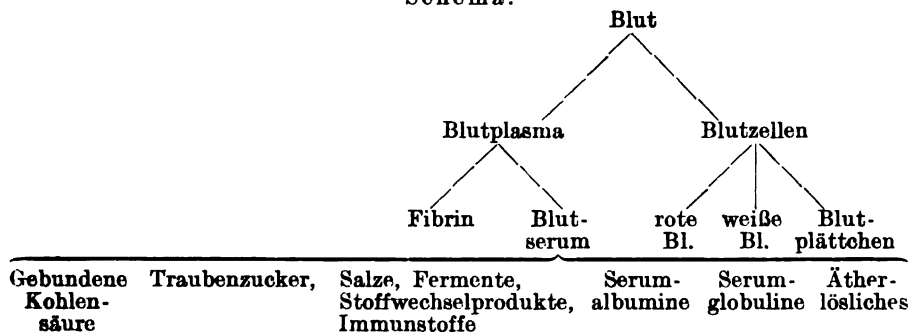 Schema:
Blut
Blutplasma Blutzellen
Fibrin Blut- rote weiße Blut-
serum Bl. Bl. plättchen
Gebundene Traubenzucker, Salze, Fermente, Serum- Serum- Äther-
Kohlen- Stoffwechselprodukte, albumine globuline lösliches
säure Immunstoffe